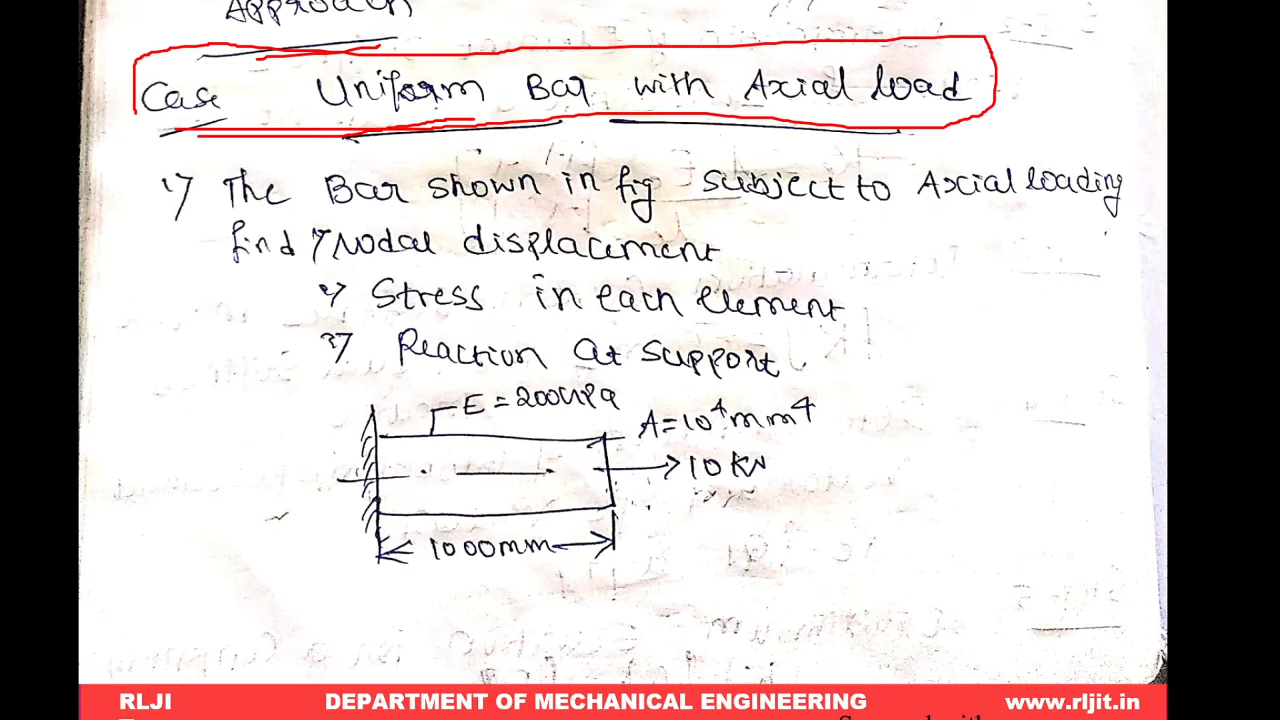 Approach
Case Uniform Bar with Axial load
1) The Bar shown in fig subject to Axial loading
find 1) Nodal displacement
2) Stress in each element
3) Reaction at support.
E = 200GPa
A = 10⁴mm⁴
10 KN
1000mm
RLJI DEPARTMENT OF MECHANICAL ENGINEERING www.rljit.in